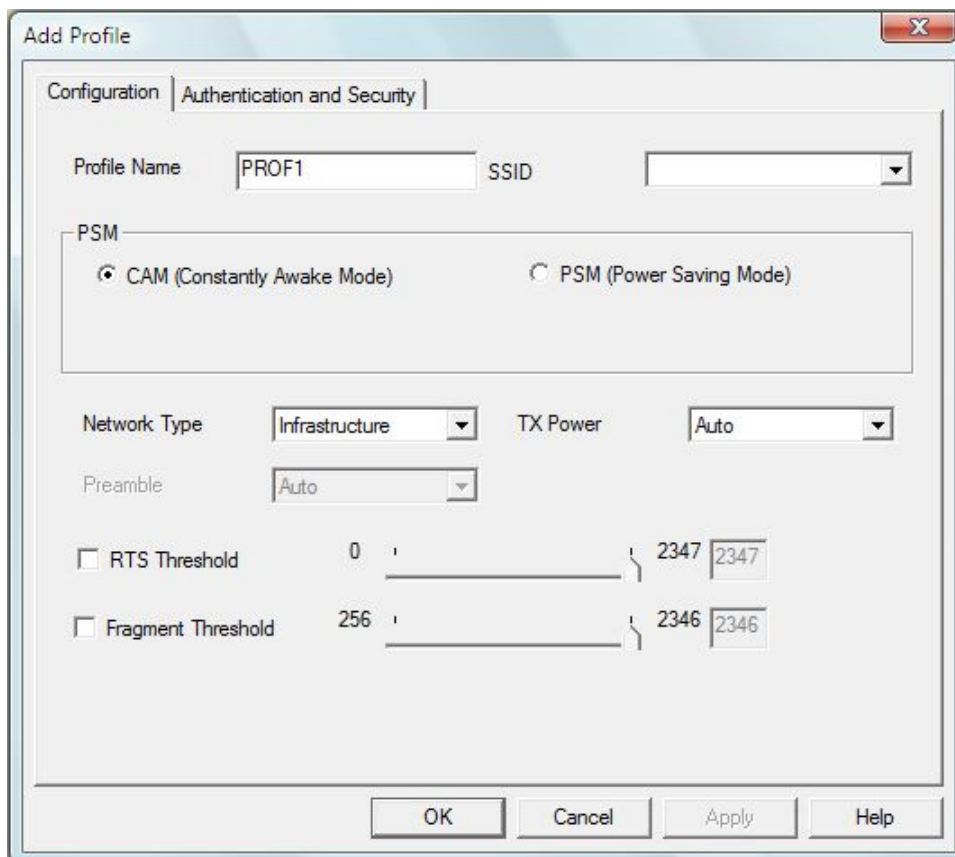 Add Profile
Configuration
Authentication and Security
Profile Name
PROF1
SSID
PSM
CAM (Constantly Awake Mode)
PSM (Power Saving Mode)
Network Type
Infrastructure
TX Power
Auto
Preamble
Auto
RTS Threshold
0
2347
2347
Fragment Threshold
256
2346
2346
OK
Cancel
Apply
Help